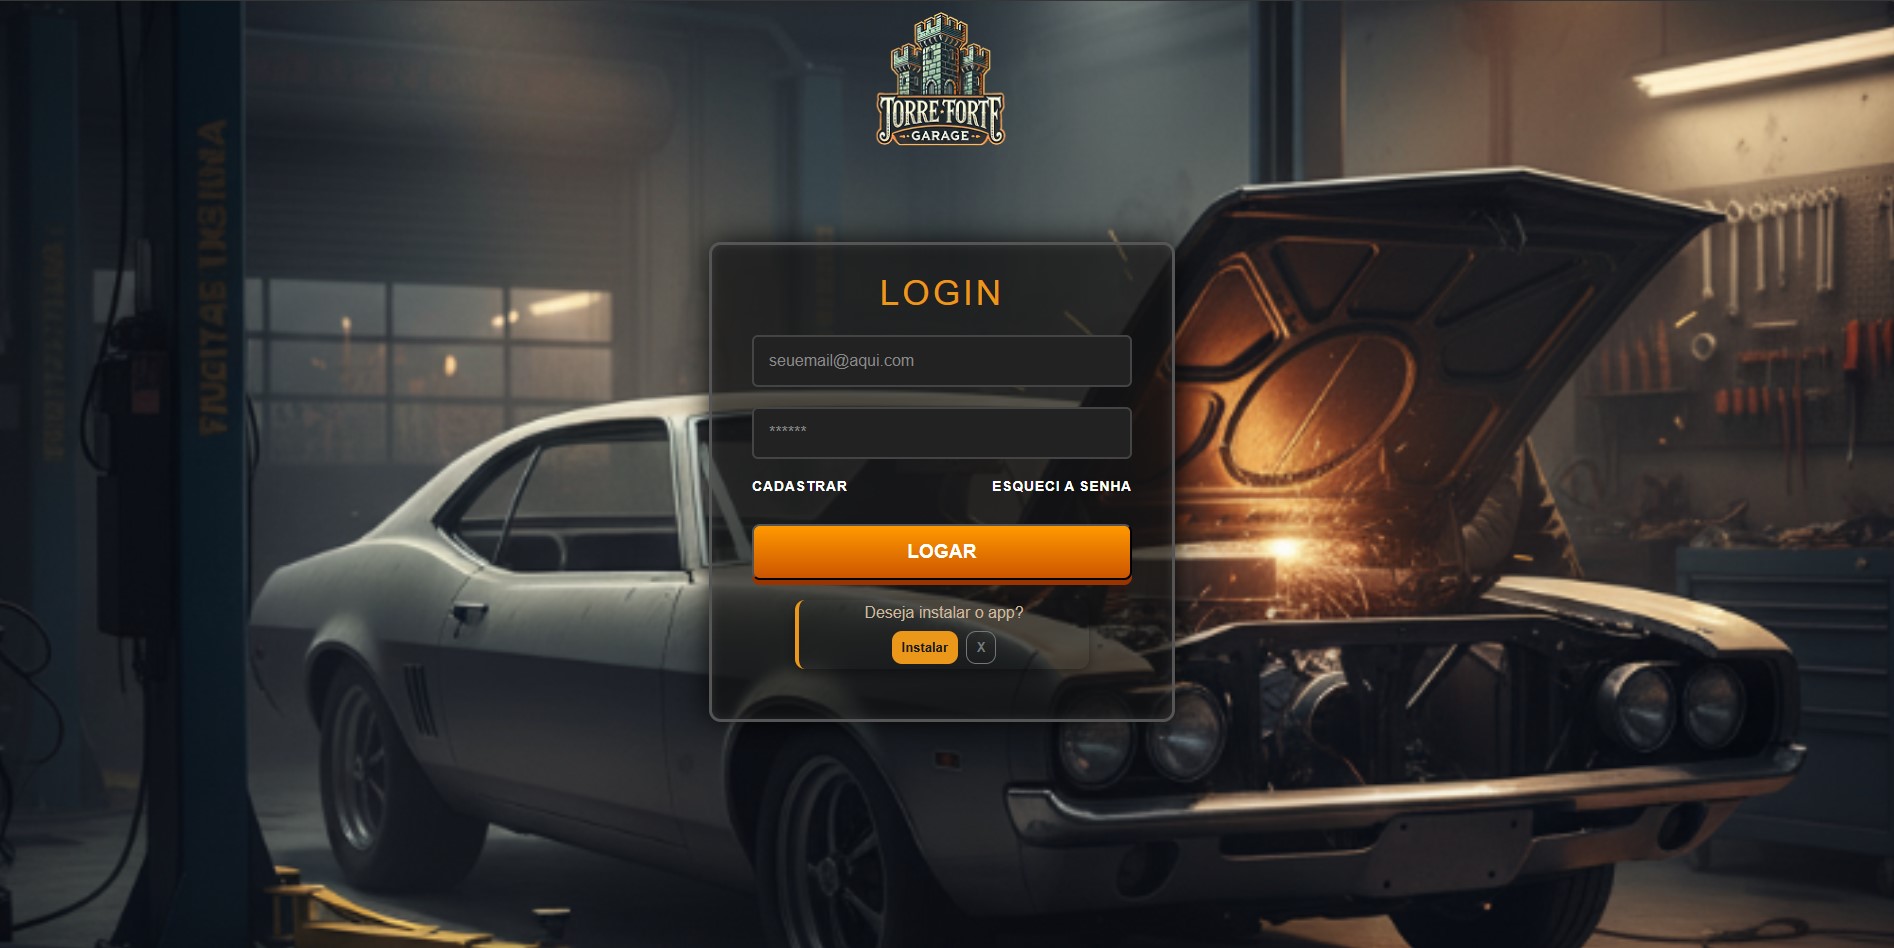 TORRE·FORTE
GARAGE
LOGIN
seuemail@aqui.com
******
CADASTRAR ESQUECI A SENHA
LOGAR
Deseja instalar o app?
Instalar X